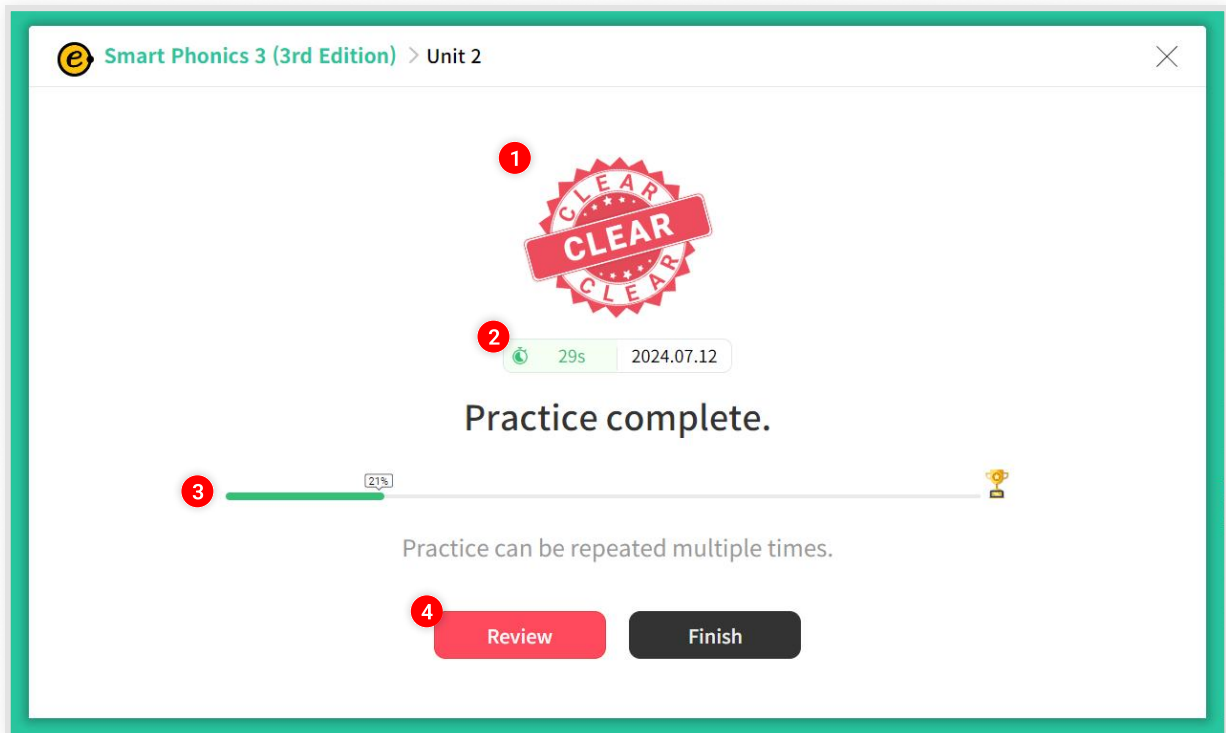 e Smart Phonics 3 (3rd Edition) > Unit 2
1
CLEAR
CLEAR
CLEAR
2
29s 2024.07.12
Practice complete.
21%
3
Practice can be repeated multiple times.
4
Review Finish